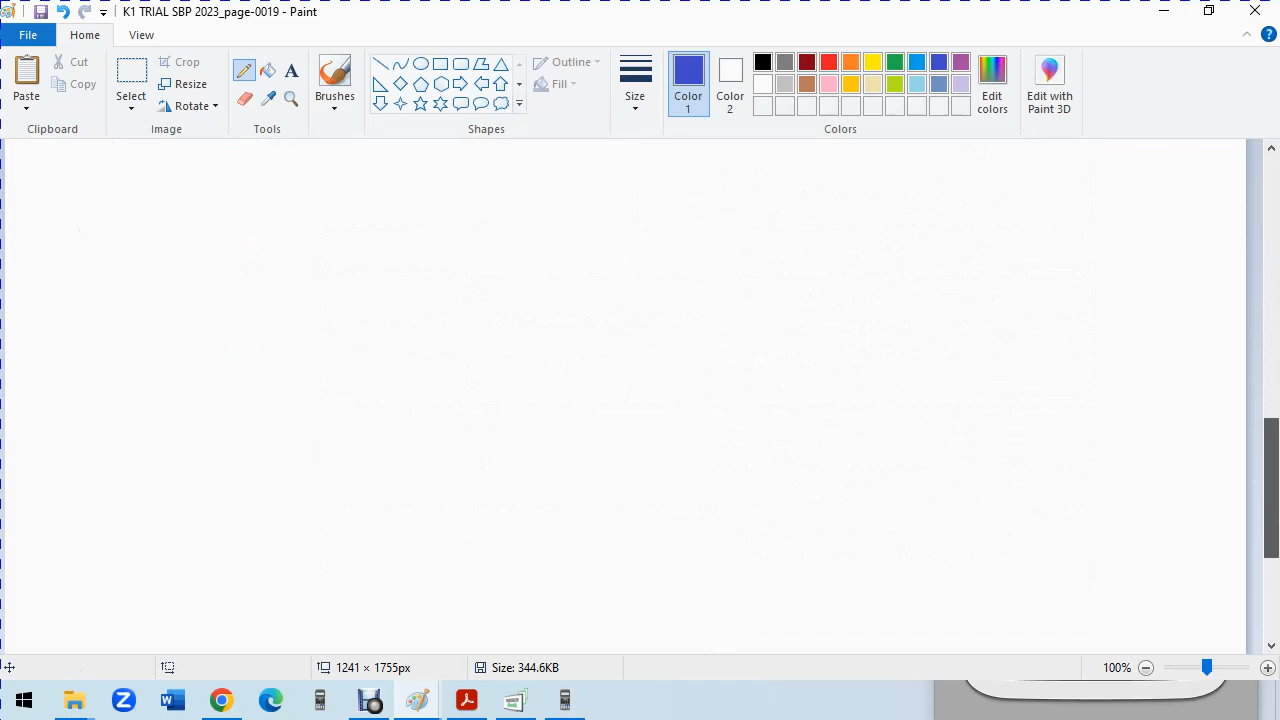 K1 TRIAL SBP 2023_page-0019 - Paint
File
Home
View
Paste
Cut
Copy
Clipboard
Select
Crop
Resize
Rotate
Image
A
Tools
Brushes
Outline
Fill
Shapes
Size
Color 1
Color 2
Edit colors
Colors
Edit with Paint 3D
1241 × 1755px
Size: 344.6KB
100%